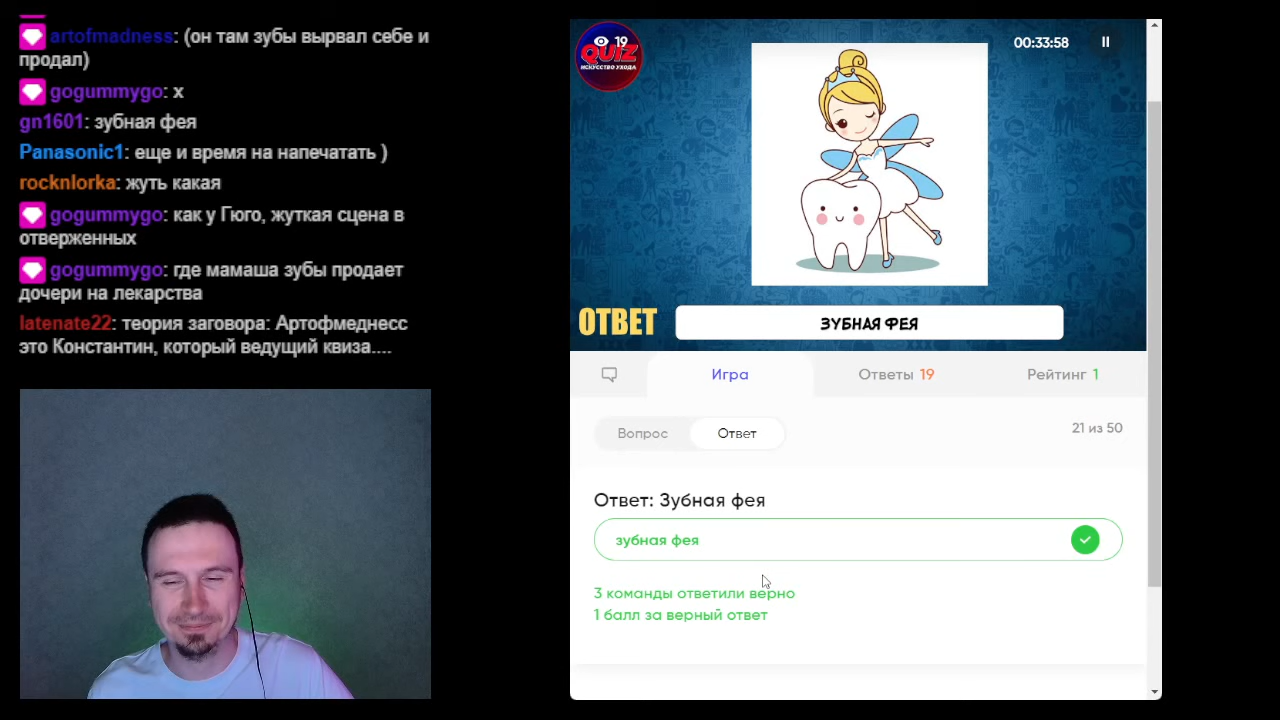 artofmadness: (он там зубы вырвал себе и
продал)
gogummygo: х
gn1601: зубная фея
Panasonic1: еще и время на напечатать )
rocknlorka: жуть какая
gogummygo: как у Гюго, жуткая сцена в
отверженных
gogummygo: где мамаша зубы продает
дочери на лекарства
latenate22: теория заговора: Артофмеднесс
это Константин, который ведущий квиза....
19
QUIZ
ИСКУССТВО УХОДА
00:33:58
ОТВЕТ
ЗУБНАЯ ФЕЯ
Игра
Ответы 19
Рейтинг 1
Вопрос
Ответ
21 из 50
Ответ: Зубная фея
зубная фея
3 команды ответили верно
1 балл за верный ответ